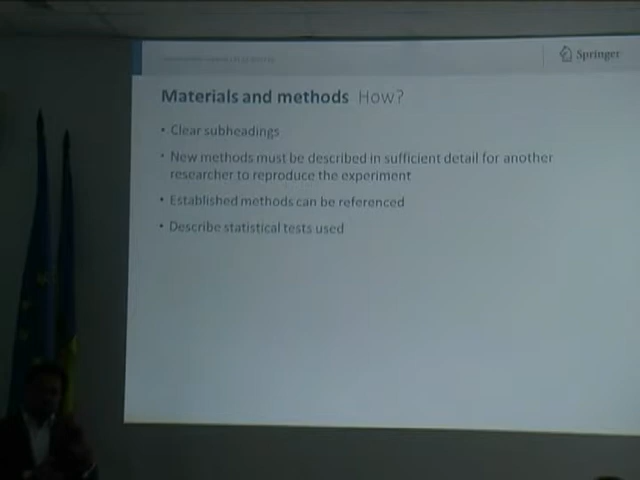 Springer
Materials and methods How?
• Clear subheadings
• New methods must be described in sufficient detail for another
researcher to reproduce the experiment
• Established methods can be referenced
• Describe statistical tests used